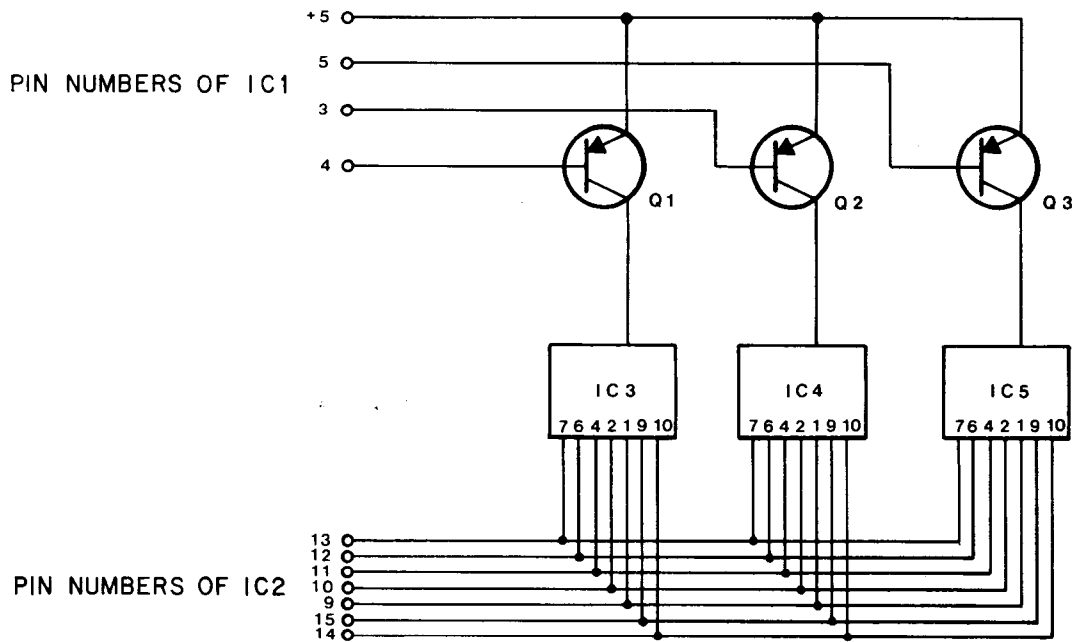 +5
5
PIN NUMBERS OF IC1
3
4
Q1
Q2
Q3
IC3
IC4
IC5
7 6 4 2 1 9 10
7 6 4 2 1 9 10
7 6 4 2 1 9 10
13
12
11
10
PIN NUMBERS OF IC2
9
15
14